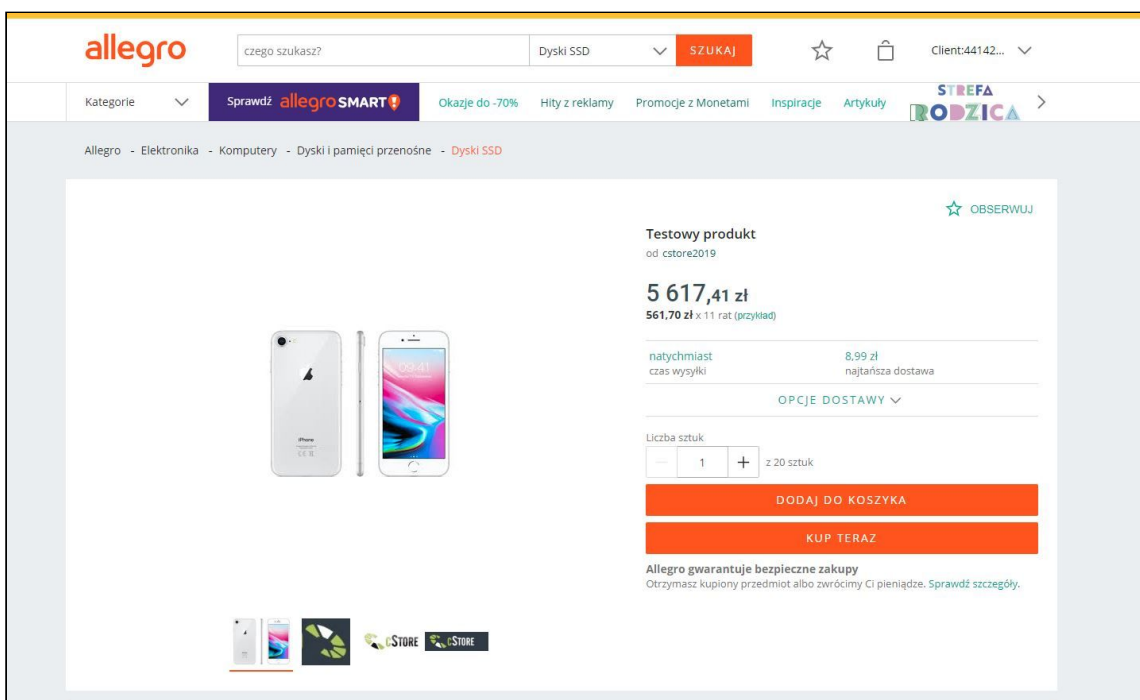 allegro
czego szukasz?
Dyski SSD
SZUKAJ
Client:44142...
Kategorie
Sprawdź allegro SMART!
Okazje do -70%
Hity z reklamy
Promocje z Monetami
Inspiracje
Artykuły
STREFA
RODZICA
Allegro - Elektronika - Komputery - Dyski i pamięci przenośne - Dyski SSD
OBSERWUJ
Testowy produkt
od cstore2019
5 617,41 zł
561,70 zł x 11 rat (przykład)
natychmiast
czas wysyłki
8,99 zł
najtańsza dostawa
OPCJE DOSTAWY
Liczba sztuk
1
z 20 sztuk
DODAJ DO KOSZYKA
KUP TERAZ
Allegro gwarantuje bezpieczne zakupy
Otrzymasz kupiony przedmiot albo zwrócimy Ci pieniądze. Sprawdź szczegóły.
09:41
iPhone
cSTORE
cSTORE